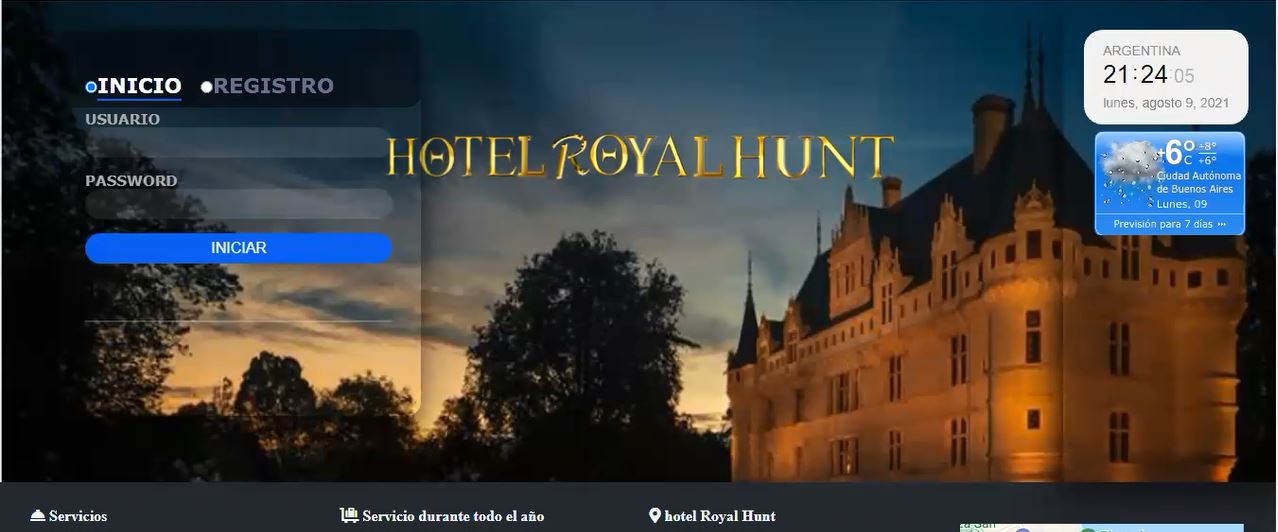 INICIO REGISTRO
USUARIO
PASSWORD
INICIAR
HOTEL ROYAL HUNT
ARGENTINA
21:24:05
lunes, agosto 9, 2021
+6°C +8° +6°
Ciudad Autónoma
de Buenos Aires
Lunes, 09
Previsión para 7 días
Servicios
Servicio durante todo el año
hotel Royal Hunt